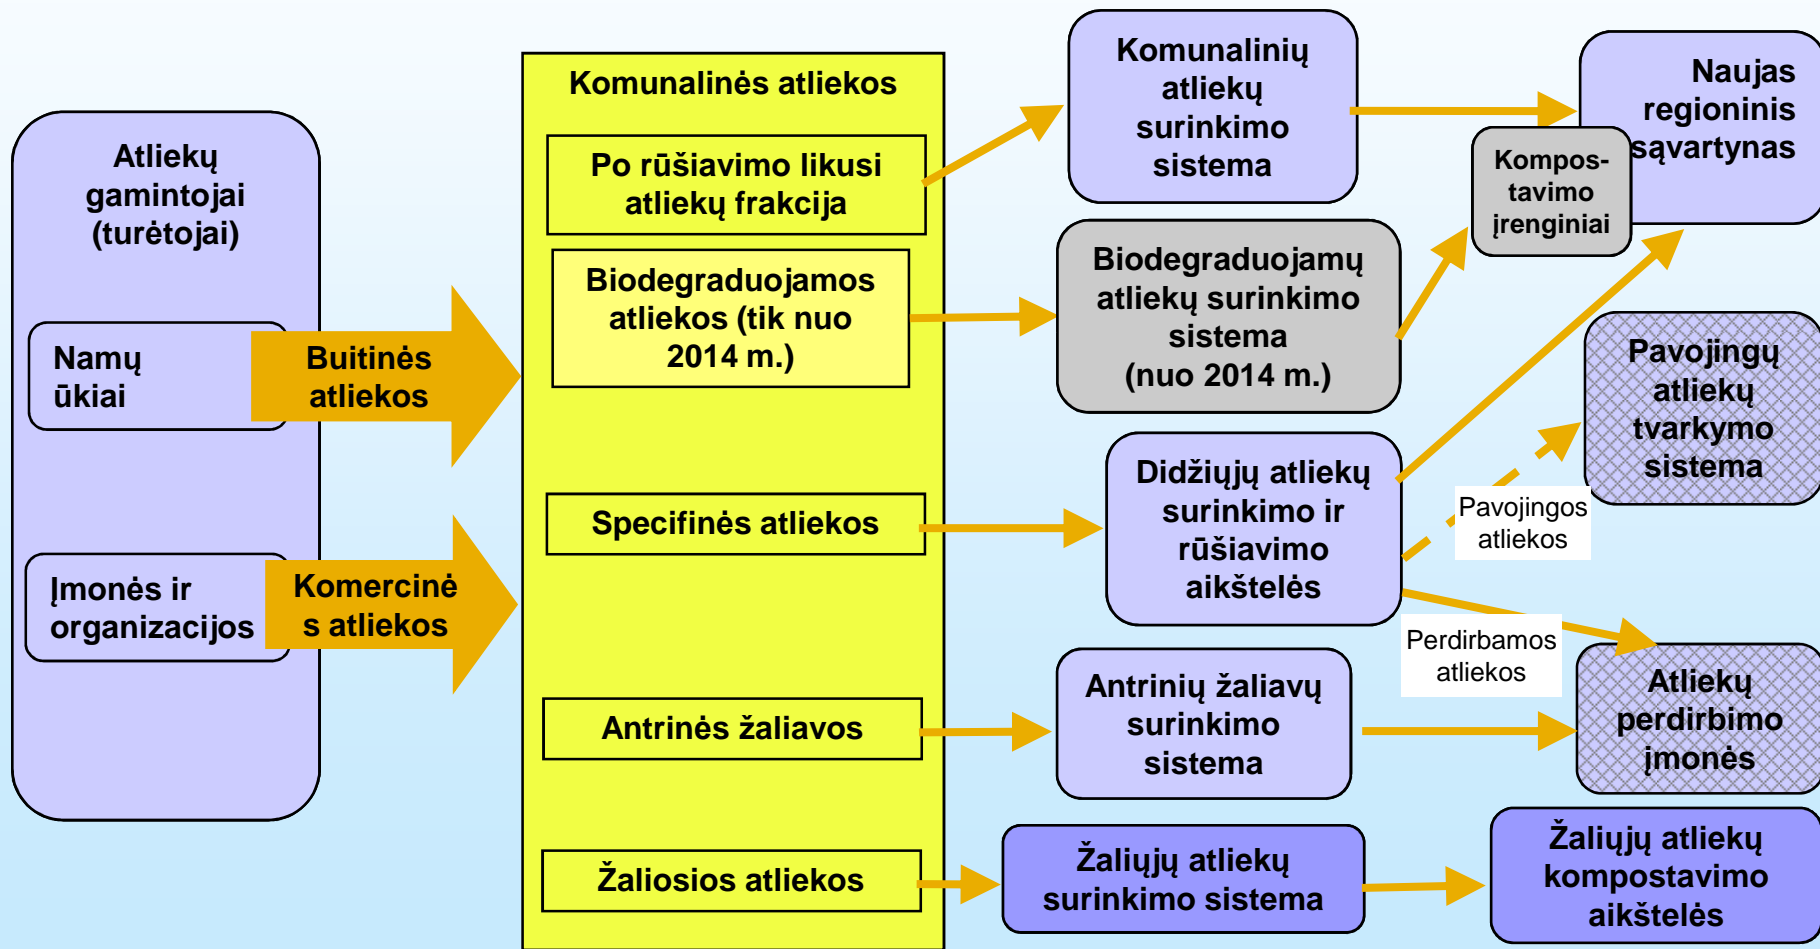 Atliekų
gamintojai
(turėtojai)
Namų
ūkiai
Įmonės ir
organizacijos
Buitinės
atliekos
Komercinė
s atliekos
Komunalinės atliekos
Po rūšiavimo likusi
atliekų frakcija
Biodegraduojamos
atliekos (tik nuo
2014 m.)
Specifinės atliekos
Antrinės žaliavos
Žaliosios atliekos
Komunalinių
atliekų
surinkimo
sistema
Biodegraduojamų
atliekų surinkimo
sistema
(nuo 2014 m.)
Didžiųjų atliekų
surinkimo ir
rūšiavimo
aikštelės
Antrinių žaliavų
surinkimo
sistema
Žaliųjų atliekų
surinkimo sistema
Naujas
regioninis
sąvartynas
Kompos-
tavimo
įrenginiai
Pavojingų
atliekų
tvarkymo
sistema
Pavojingos
atliekos
Perdirbamos
atliekos
Atliekų
perdirbimo
įmonės
Žaliųjų atliekų
kompostavimo
aikštelės